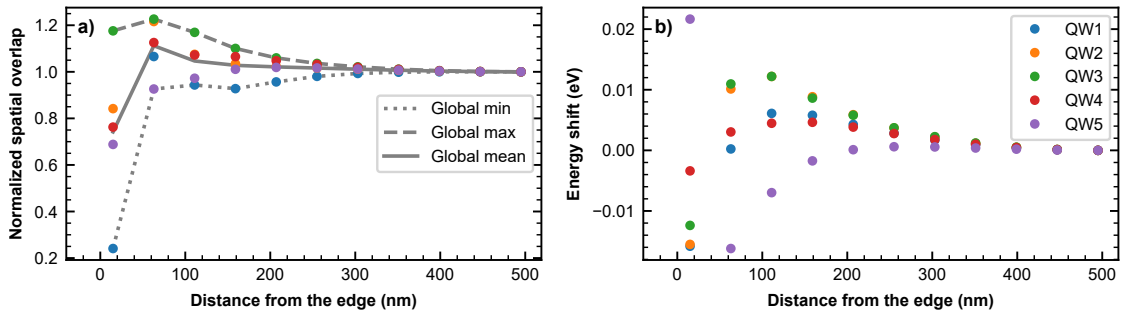 a)
Normalized spatial overlap
1.2
1.0
0.8
0.6
0.4
0.2
0
100
200
300
400
500
Distance from the edge (nm)
Global min
Global max
Global mean
b)
Energy shift (eV)
0.02
0.01
0.00
−0.01
0
100
200
300
400
500
Distance from the edge (nm)
QW1
QW2
QW3
QW4
QW5